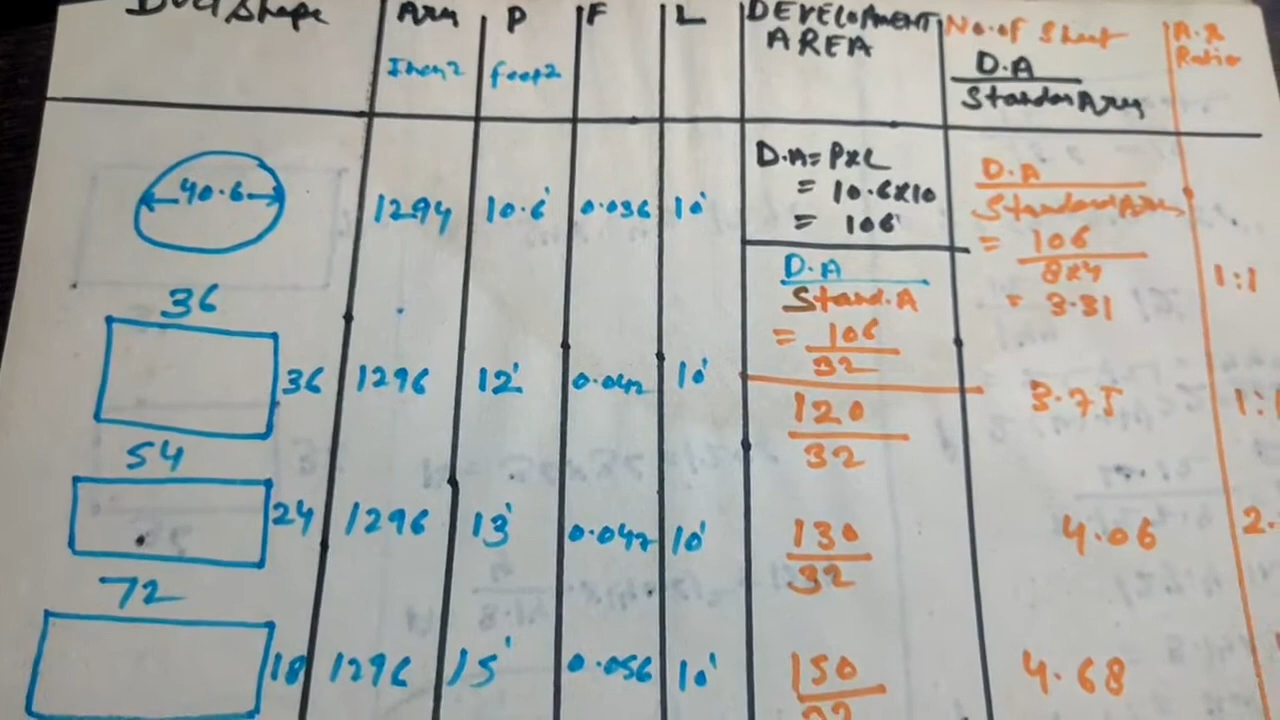 Duct Shape Area P F L DEVELOPMENT No. of Sheet A.R
Inch2 feet2 AREA D.A Ratio
Standar Area
40.6 1294 10.6' 0.036 10' D.A = P×L D.A
= 10.6×10 Standard Area
= 106' = 106
8×4 1:1
= 3.31
D.A
Stand.A
= 106
32
36
36 1296 12' 10' 120 3.75
32
54
24 1296 13' 0.047 10' 130 4.06
32
72
18 1296 15' 0.056 10' 150 4.68